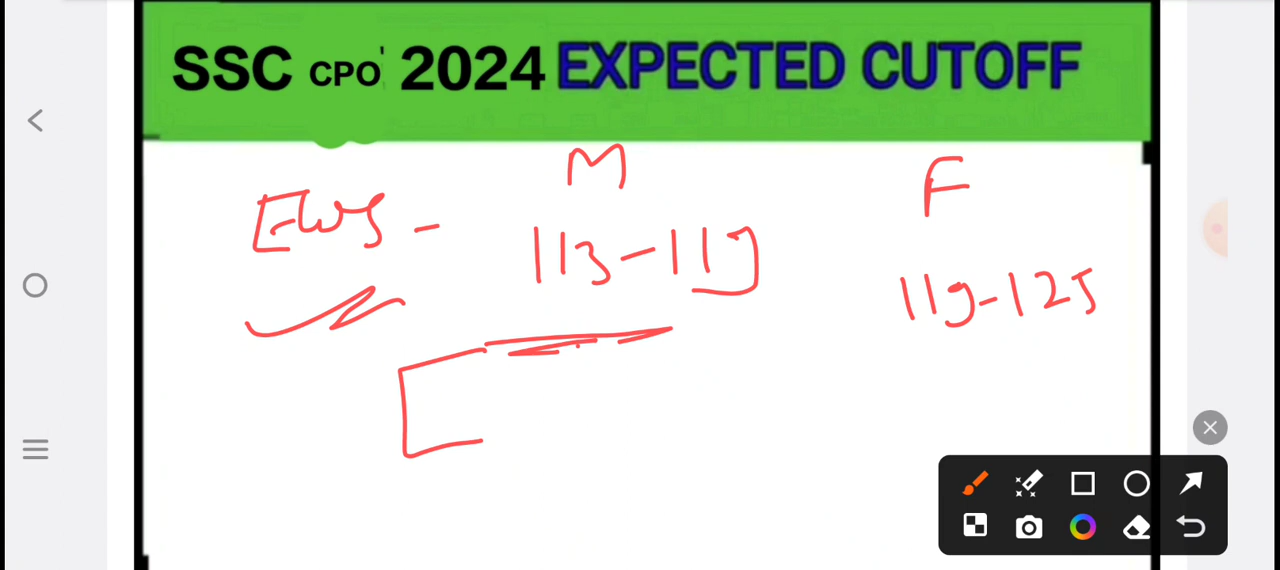 SSC CPO' 2024 EXPECTED CUTOFF
M F
EWS -
113-119
119-125